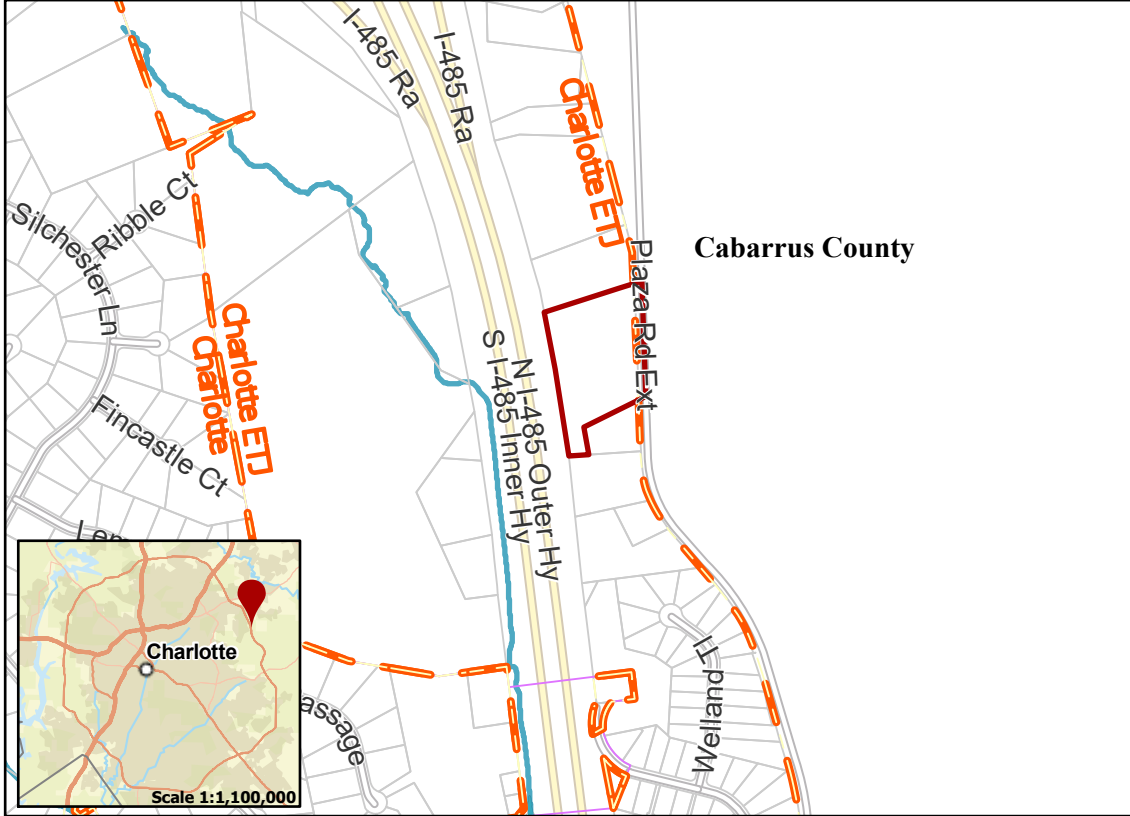 I-485 Ra
I-485 Ra
Charlotte ETJ
Ribble Ct
Silchester Ln
Plaza Rd Ext
Cabarrus County
Charlotte ETJ
Charlotte
S I-485 Inner Hy
N I-485 Outer Hy
Fincastle Ct
Welland Tl
assage
Charlotte
Scale 1:1,100,000